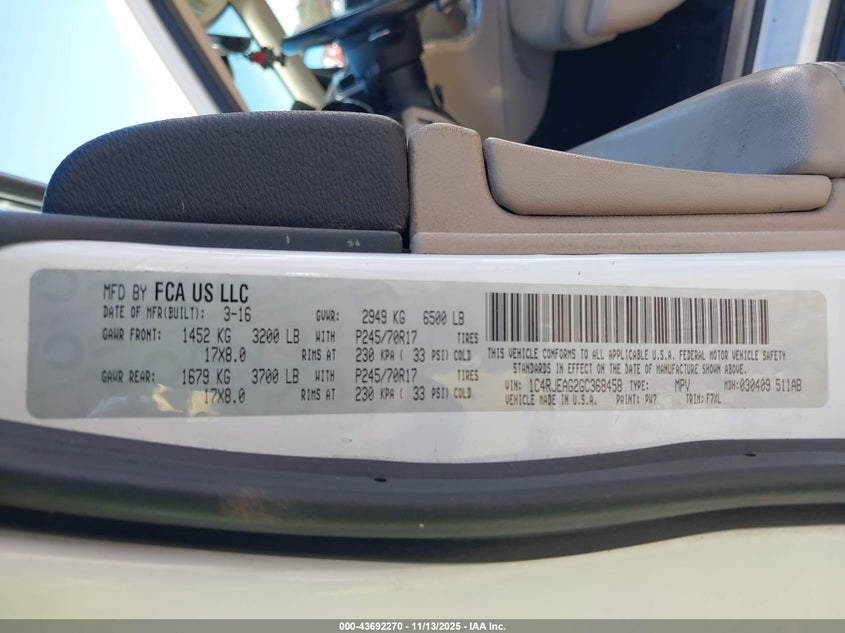 MFD BY FCA US LLC
DATE OF MFR(BUILT): 3-16 GVWR: 2949 KG 6500 LB
GAWR FRONT: 1452 KG 3200 LB WITH P245/70R17 TIRES
17X8.0 RIMS AT 230 KPA ( 33 PSI) COLD
GAWR REAR: 1679 KG 3700 LB WITH P245/70R17 TIRES
17X8.0 RIMS AT 230 KPA ( 33 PSI) COLD
THIS VEHICLE CONFORMS TO ALL APPLICABLE U.S.A. FEDERAL MOTOR VEHICLE SAFETY
STANDARDS IN EFFECT ON THE DATE OF MANUFACTURE SHOWN ABOVE.
VIN: 1C4RJEAG2GC368458 TYPE: MPV MDH: 030409 511AB
VEHICLE MADE IN U.S.A. PAINT: PW7 TRIM: F7XL
000-43692270 - 11/13/2025 - IAA Inc.